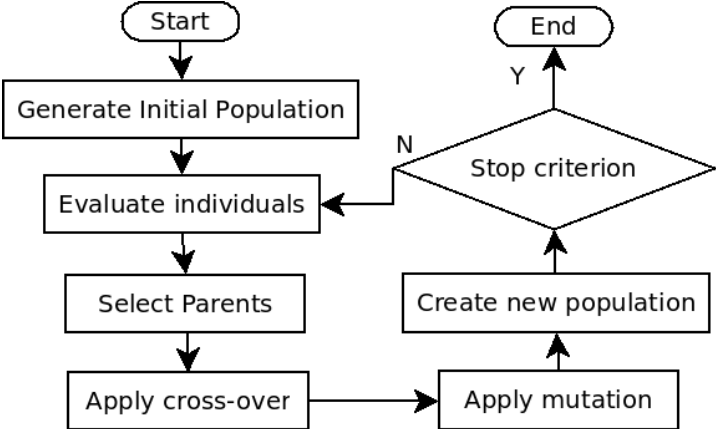 Start
Generate Initial Population
Evaluate individuals
Select Parents
Apply cross-over
Apply mutation
Create new population
Stop criterion
N
Y
End